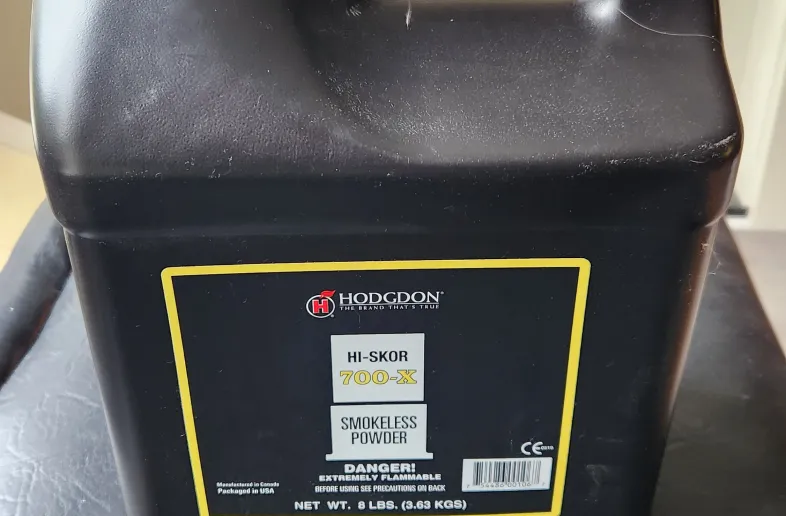 HODGDON
THE BRAND THAT'S TRUE
HI-SKOR
700-X
SMOKELESS
POWDER
DANGER!
EXTREMELY FLAMMABLE
BEFORE USING SEE PRECAUTIONS ON BACK
Manufactured in Canada
Packaged in USA
CE
NET WT. 8 LBS. (3.63 KGS)